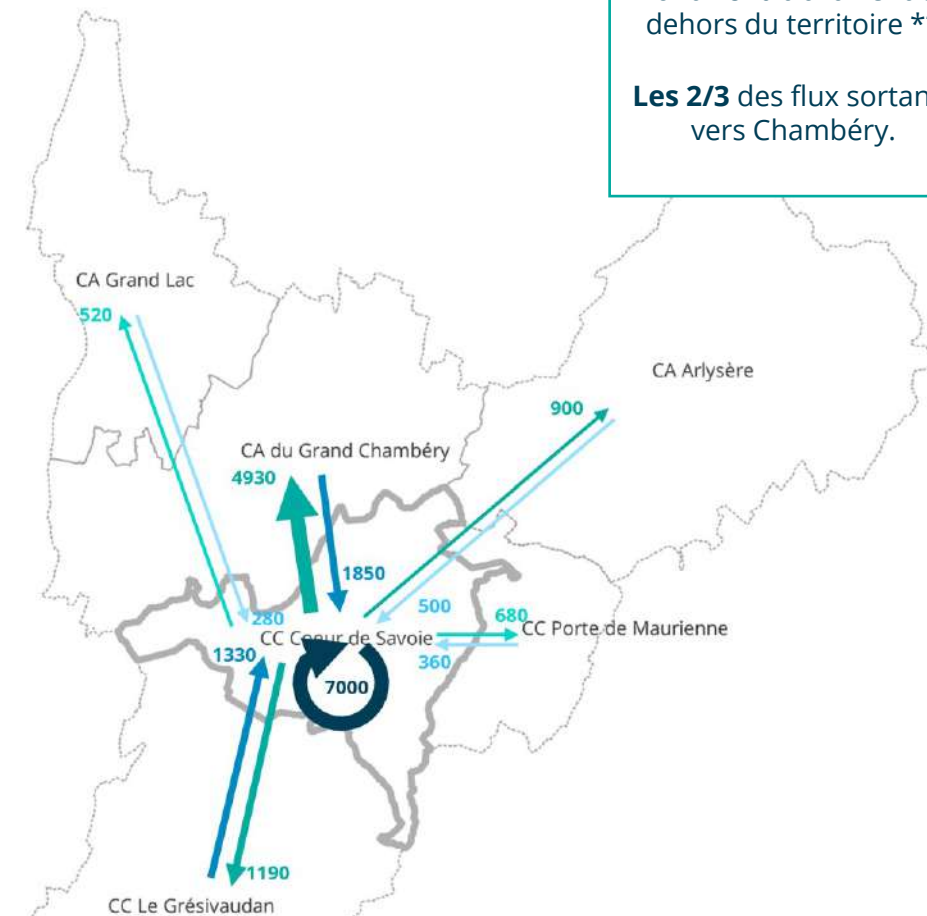 dehors du territoire *
Les 2/3 des flux
vers Chambéry.
CA Grand Lac
520
CA Arlysère
900
CA du Grand Chambéry
4930
1850
500
280
680
CC Coeur de Savoie
CC Porte de Maurienne
1330
360
7000
1190
CC Le Grésivaudan